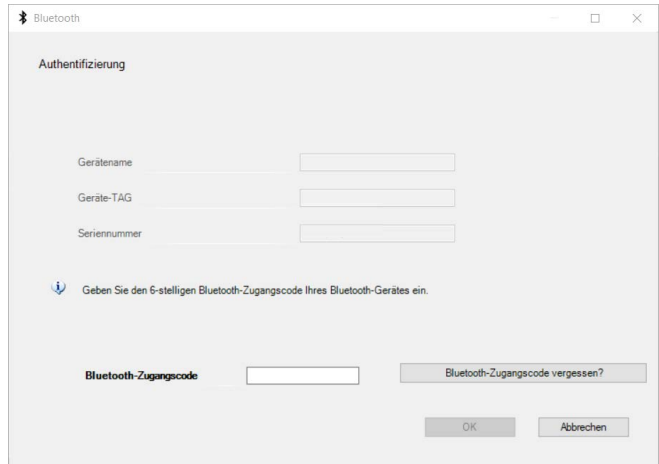 Bluetooth
Authentifizierung
Gerätename
Geräte-TAG
Seriennummer
Geben Sie den 6-stelligen Bluetooth-Zugangscode Ihres Bluetooth-Gerätes ein.
Bluetooth-Zugangscode Bluetooth-Zugangscode vergessen?
OK Abbrechen